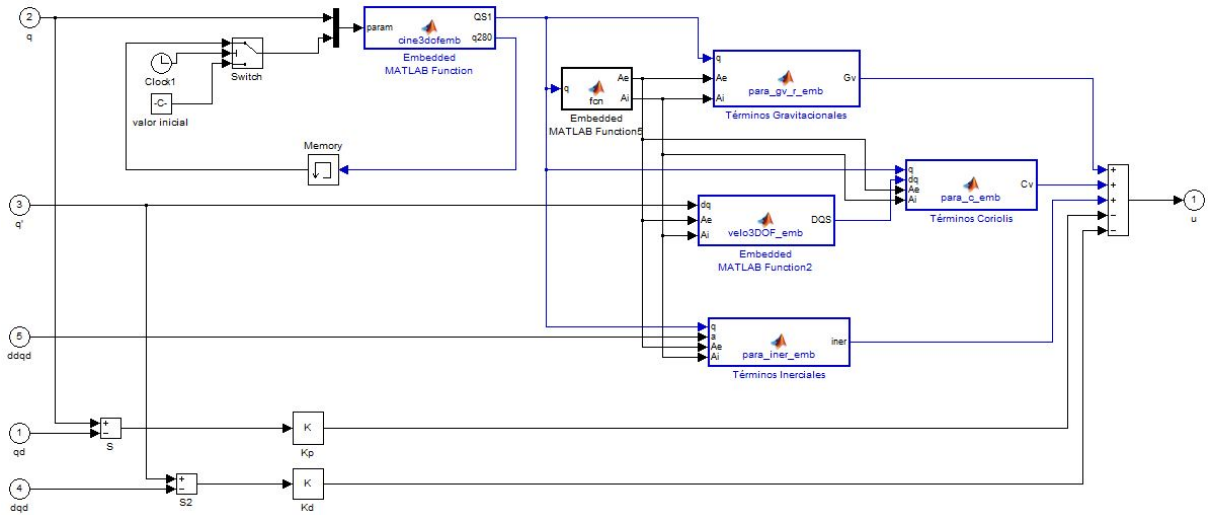 2
q
Clock1
-C-
valor inicial
Switch
param
cine3dofemb
QS1
q280
Embedded
MATLAB Function
Memory
q
fcn
Ae
Ai
Embedded
MATLAB Function5
q
Ae
Ai
para_gv_r_emb
Gv
Términos Gravitacionales
q
dq
Ae
Ai
para_c_emb
Cv
Términos Coriolis
3
q'
dq
Ae
Ai
velo3DOF_emb
DQS
Embedded
MATLAB Function2
+
+
+
−
−
1
u
5
ddqd
q
a
Ae
Ai
para_iner_emb
iner
Términos Inerciales
1
qd
+
−
S
K
Kp
4
dqd
+
−
S2
K
Kd